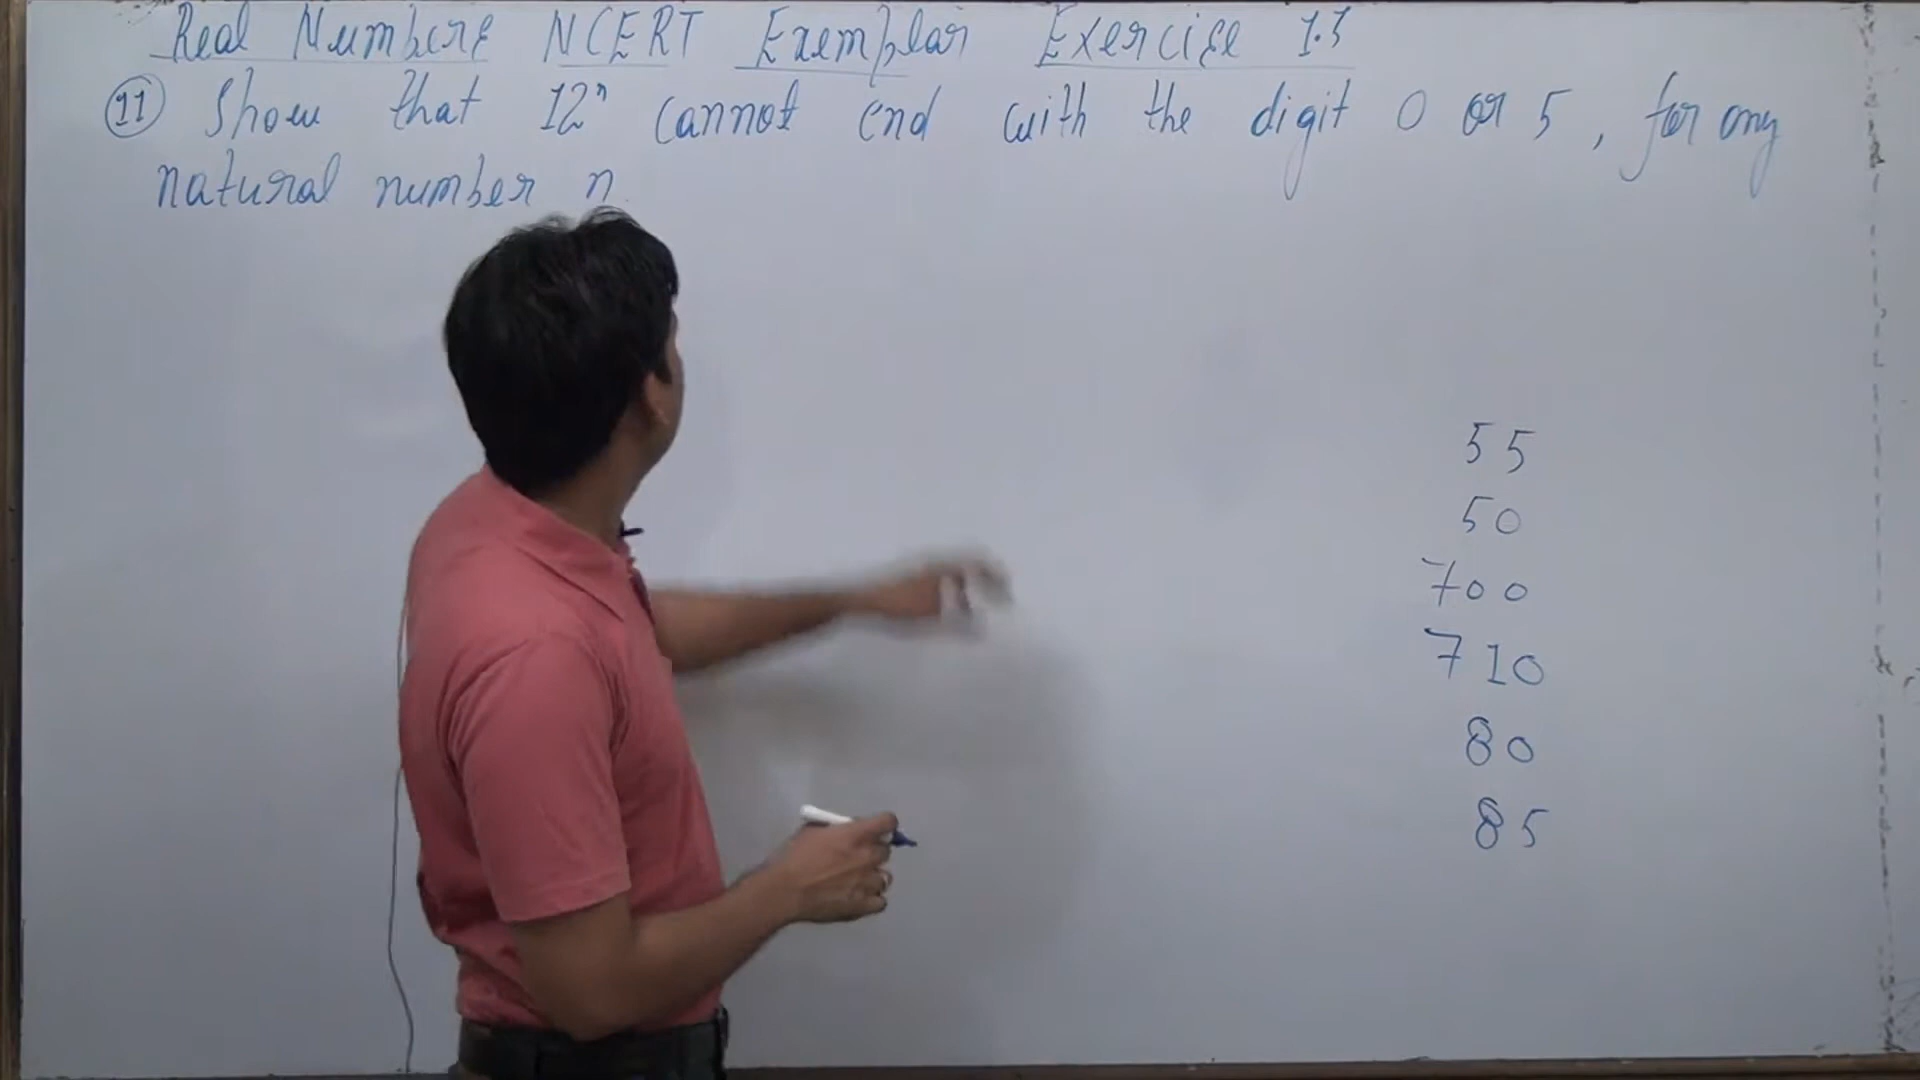 Real Numbers NCERT Exemplar Exercise 1.3
11 Show that 12ⁿ cannot end with the digit 0 or 5, for any
natural number n.
55
50
700
710
80
85